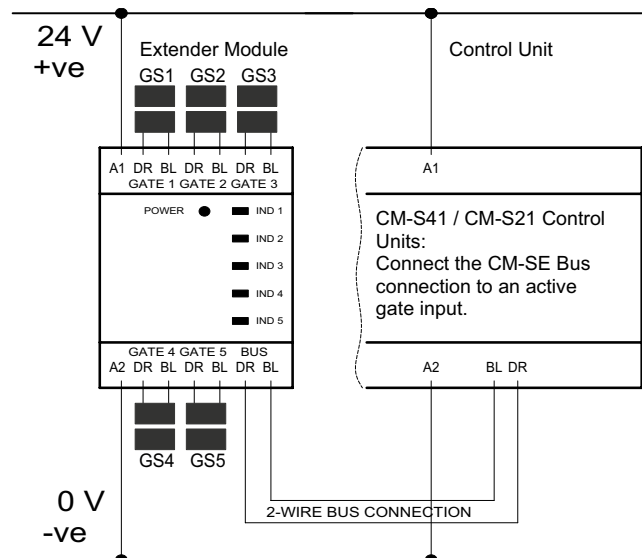 24 V
+ve
Extender Module
Control Unit
GS1 GS2 GS3
A1 DR BL DR BL DR BL
GATE 1 GATE 2 GATE 3
A1
POWER
IND 1
IND 2
IND 3
IND 4
IND 5
CM-S41 / CM-S21 Control
Units:
Connect the CM-SE Bus
connection to an active
gate input.
GATE 4 GATE 5 BUS
A2 DR BL DR BL DR BL
A2
BL DR
GS4 GS5
0 V
-ve
2-WIRE BUS CONNECTION